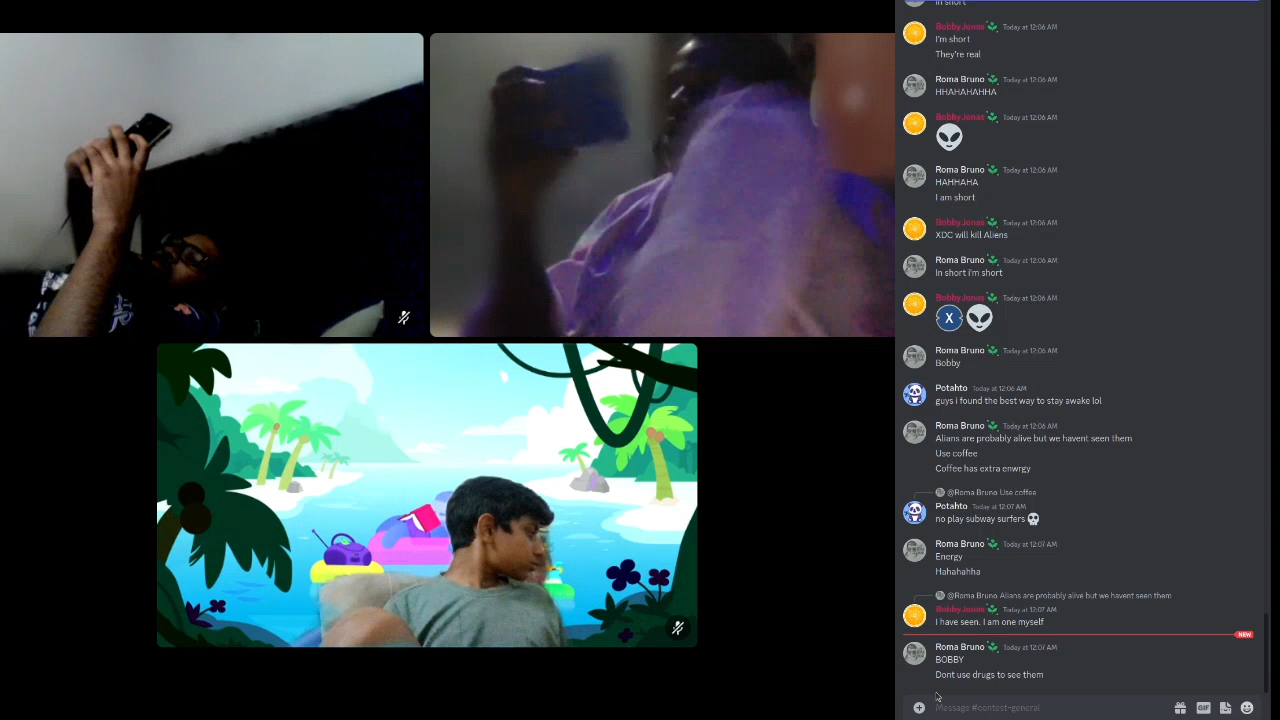 In short
BobbyJones Today at 12:06 AM
I'm short
They're real
Roma Bruno Today at 12:06 AM
HHAHAHAHHA
BobbyJones Today at 12:06 AM
Roma Bruno Today at 12:06 AM
HAHHAHA
I am short
BobbyJones Today at 12:06 AM
XDC will kill Aliens
Roma Bruno Today at 12:06 AM
In short i'm short
BobbyJones Today at 12:06 AM
X
Roma Bruno Today at 12:06 AM
Bobby
Potahto Today at 12:06 AM
guys i found the best way to stay awake lol
Roma Bruno Today at 12:06 AM
Alians are probably alive but we havent seen them
Use coffee
Coffee has extra enwrgy
@Roma Bruno Use coffee
Potahto Today at 12:07 AM
no play subway surfers
Roma Bruno Today at 12:07 AM
Energy
Hahahahha
@Roma Bruno Alians are probably alive but we havent seen them
BobbyJones Today at 12:07 AM
I have seen. I am one myself
NEW
Roma Bruno Today at 12:07 AM
BOBBY
Dont use drugs to see them
Message #contest-general
GIF